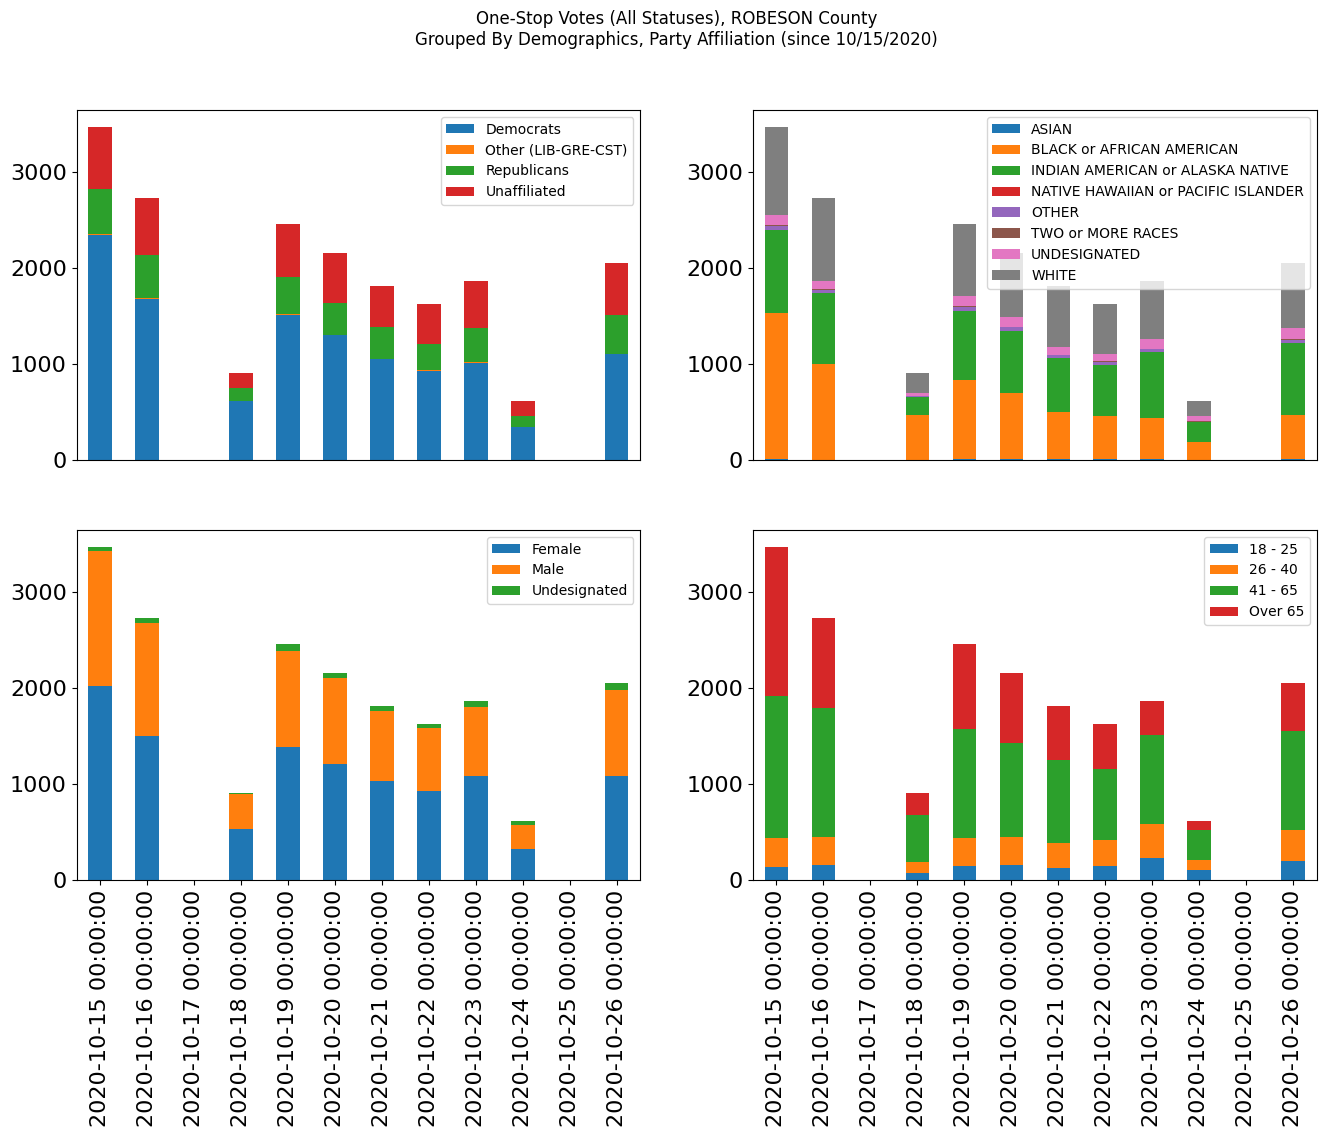 One-Stop Votes (All Statuses), ROBESON County
Grouped By Demographics, Party Affiliation (since 10/15/2020)
3000
2000
1000
0
Democrats
Other (LIB-GRE-CST)
Republicans
Unaffiliated
3000
2000
1000
0
ASIAN
BLACK or AFRICAN AMERICAN
INDIAN AMERICAN or ALASKA NATIVE
NATIVE HAWAIIAN or PACIFIC ISLANDER
OTHER
TWO or MORE RACES
UNDESIGNATED
WHITE
3000
2000
1000
0
Female
Male
Undesignated
2020-10-15 00:00:00
2020-10-16 00:00:00
2020-10-17 00:00:00
2020-10-18 00:00:00
2020-10-19 00:00:00
2020-10-20 00:00:00
2020-10-21 00:00:00
2020-10-22 00:00:00
2020-10-23 00:00:00
2020-10-24 00:00:00
2020-10-25 00:00:00
2020-10-26 00:00:00
3000
2000
1000
0
18 - 25
26 - 40
41 - 65
Over 65
2020-10-15 00:00:00
2020-10-16 00:00:00
2020-10-17 00:00:00
2020-10-18 00:00:00
2020-10-19 00:00:00
2020-10-20 00:00:00
2020-10-21 00:00:00
2020-10-22 00:00:00
2020-10-23 00:00:00
2020-10-24 00:00:00
2020-10-25 00:00:00
2020-10-26 00:00:00